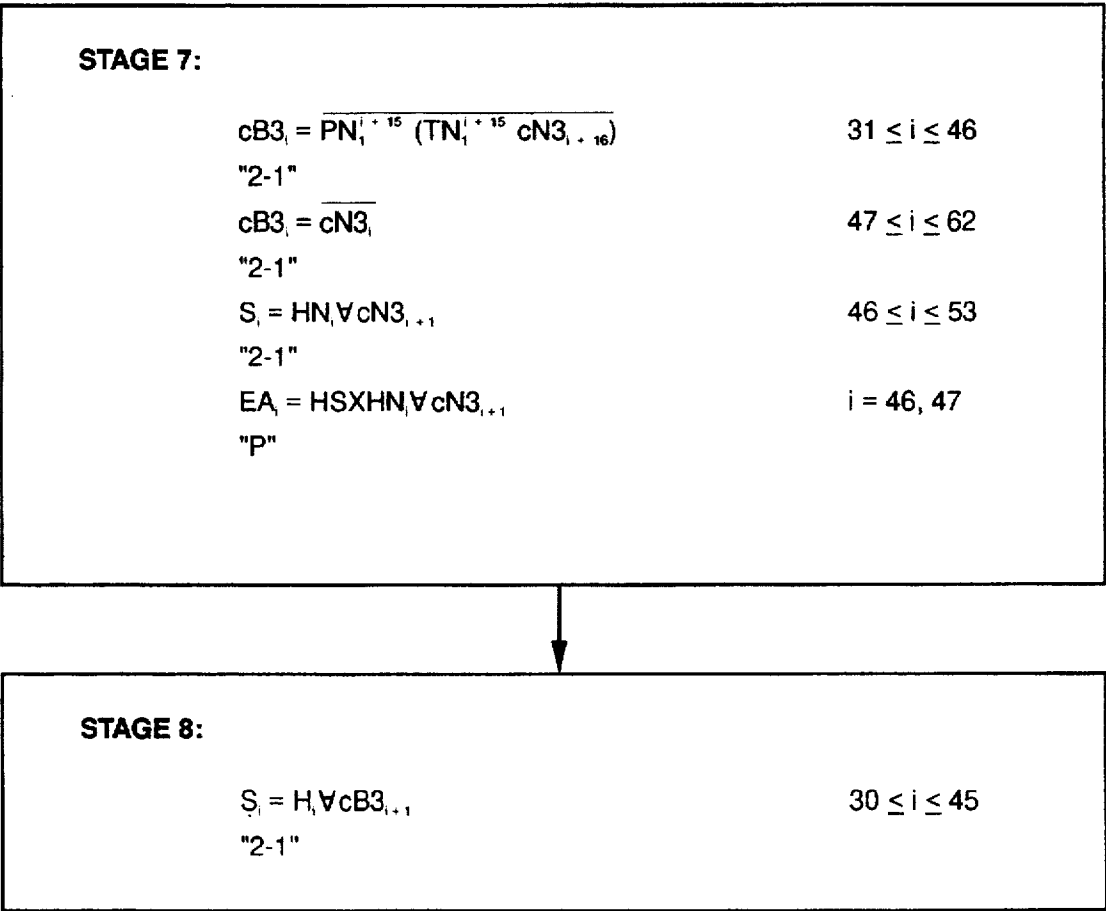 STAGE 7:
cB3ᵢ = \overline{PN₁ⁱ⁺¹⁵ (TN₁ⁱ⁺¹⁵ cN3ᵢ₊₁₆)} 31 ≤ i ≤ 46
"2-1"
cB3ᵢ = \overline{cN3ᵢ} 47 ≤ i ≤ 62
"2-1"
Sᵢ = HNᵢ∀cN3ᵢ₊₁ 46 ≤ i ≤ 53
"2-1"
EAᵢ = HSXHNᵢ∀cN3ᵢ₊₁ i = 46, 47
"P"
STAGE 8:
Sᵢ = Hᵢ∀cB3ᵢ₊₁ 30 ≤ i ≤ 45
"2-1"